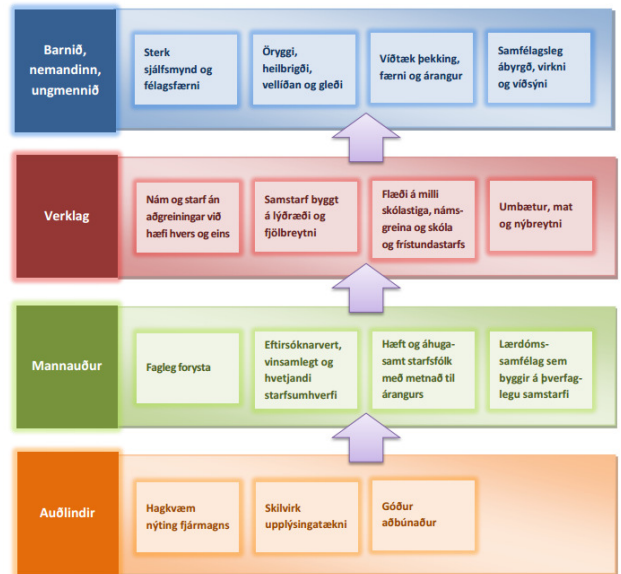 Barnið,
nemandinn,
ungmennið
Sterk
sjálfsmynd og
félagsfærni
Öryggi,
heilbrigði,
vellíðan og gleði
Víðtæk þekking,
færni og árangur
Samfélagsleg
ábyrgð, virkni
og víðsýni
Verklag
Nám og starf án
aðgreiningar við
hæfi hvers og eins
Samstarf byggt
á lýðræði og
fjölbreytni
Flæði á milli
skólastiga, náms-
greina og skóla
og frístundastarfs
Umbætur, mat
og nýbreytni
Mannauður
Fagleg forysta
Eftirsóknarvert,
vinsamlegt og
hvetjandi
starfsumhverfi
Hæft og áhuga-
samt starfsfólk
með metnað til
árangurs
Lærdóms-
samfélag sem
byggir á þverfag-
legu samstarfi
Auðlindir
Hagkvæm
nýting fjármagns
Skilvirk
upplýsingatækni
Góður
aðbúnaður